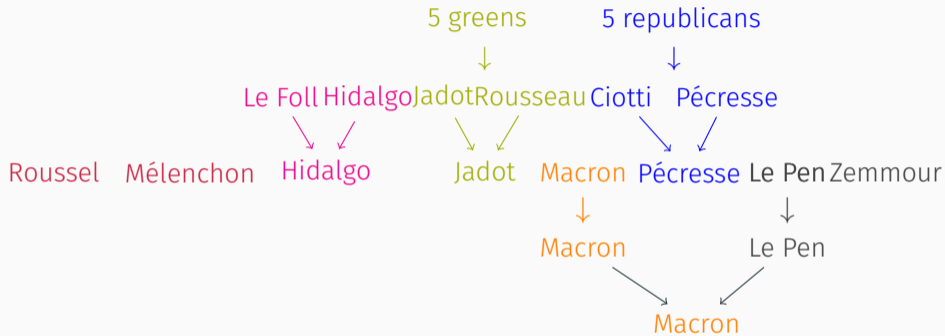 5 greens 5 republicans
Le Foll Hidalgo Jadot Rousseau Ciotti Pécresse
Roussel Mélenchon Hidalgo Jadot Macron Pécresse Le Pen Zemmour
Macron Le Pen
Macron